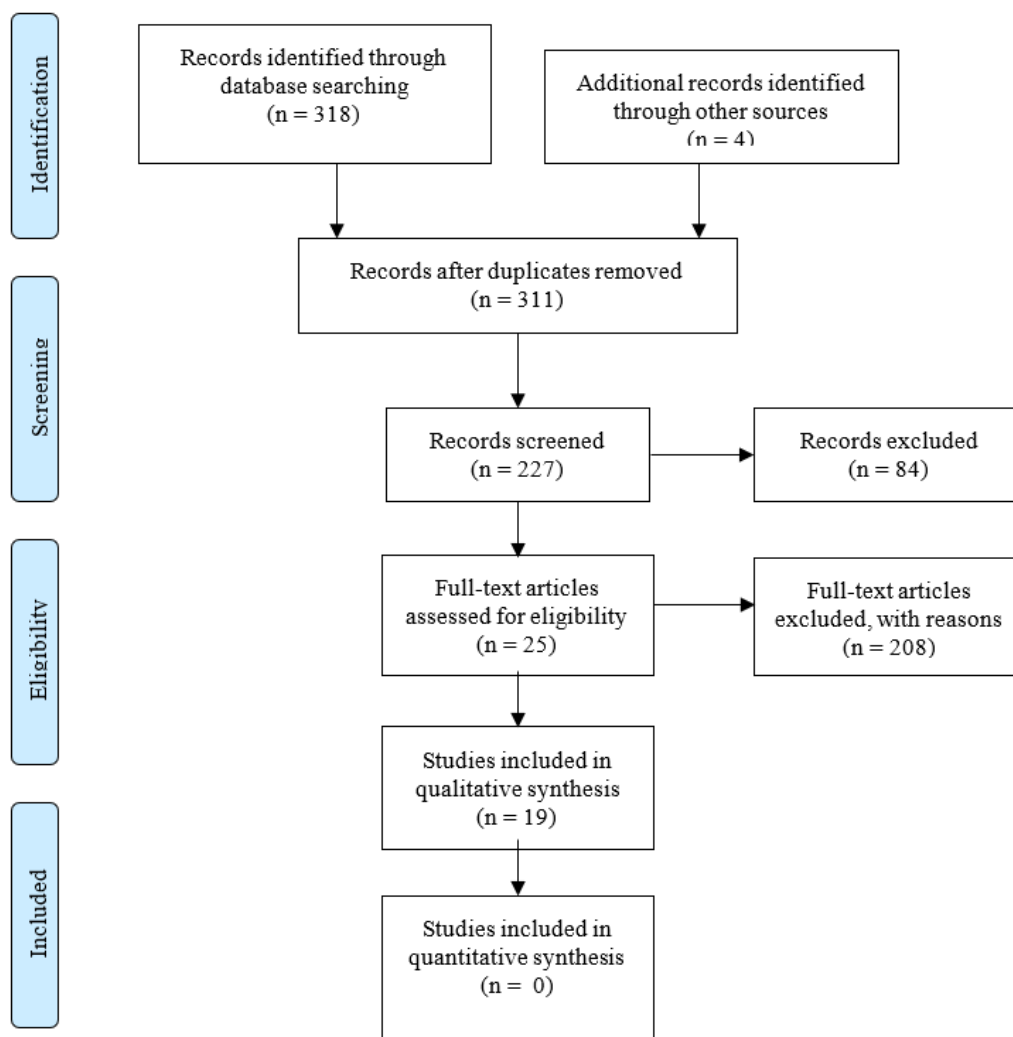 Identification
Records identified through
database searching
(n = 318)
Additional records identified
through other sources
(n = 4)
Records after duplicates removed
(n = 311)
Screening
Records screened
(n = 227)
Records excluded
(n = 84)
Eligibility
Full-text articles
assessed for eligibility
(n = 25)
Full-text articles
excluded, with reasons
(n = 208)
Studies included in
qualitative synthesis
(n = 19)
Included
Studies included in
quantitative synthesis
(n = 0)